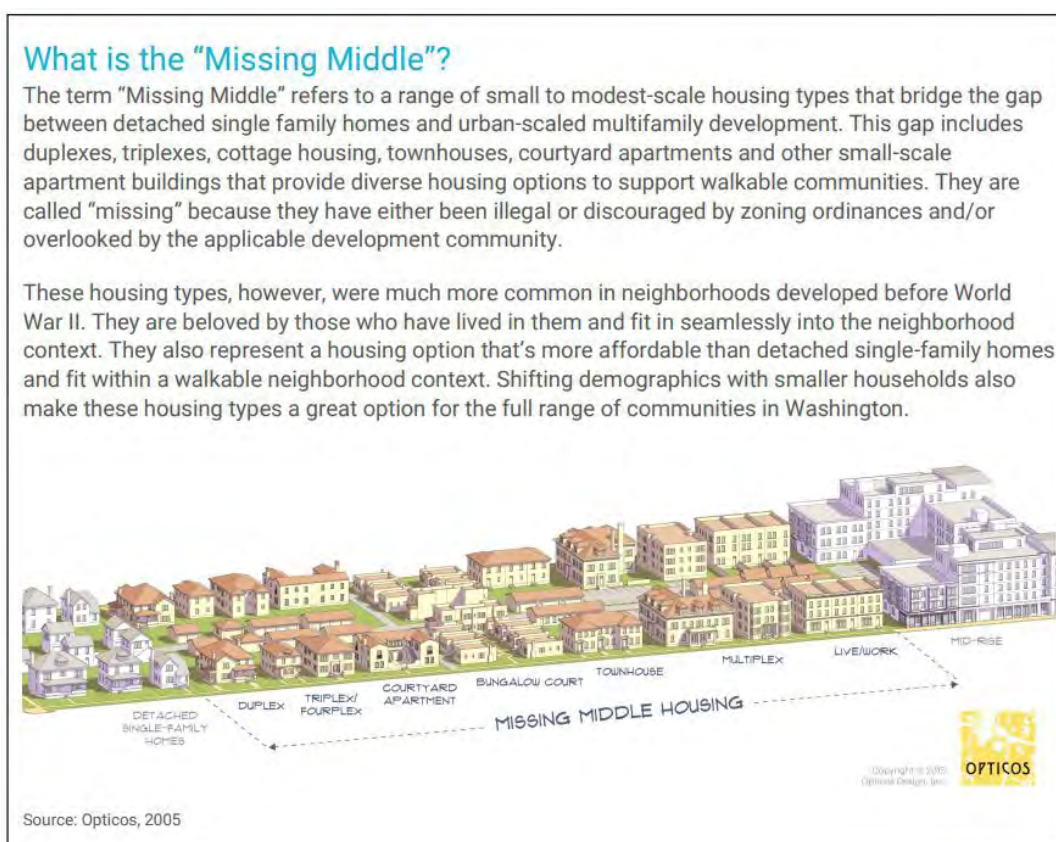 What is the “Missing Middle”?
The term “Missing Middle” refers to a range of small to modest-scale housing types that bridge the gap
between detached single family homes and urban-scaled multifamily development. This gap includes
duplexes, triplexes, cottage housing, townhouses, courtyard apartments and other small-scale
apartment buildings that provide diverse housing options to support walkable communities. They are
called “missing” because they have either been illegal or discouraged by zoning ordinances and/or
overlooked by the applicable development community.
These housing types, however, were much more common in neighborhoods developed before World
War II. They are beloved by those who have lived in them and fit in seamlessly into the neighborhood
context. They also represent a housing option that’s more affordable than detached single-family homes
and fit within a walkable neighborhood context. Shifting demographics with smaller households also
make these housing types a great option for the full range of communities in Washington.
DETACHED
SINGLE-FAMILY
HOMES
DUPLEX
TRIPLEX/
FOURPLEX
COURTYARD
APARTMENT
BUNGALOW COURT
TOWNHOUSE
MULTIPLEX
LIVE/WORK
MID-RISE
MISSING MIDDLE HOUSING
Copyright ©
Opticos Design, Inc.
OPTICOS
Source: Opticos, 2005